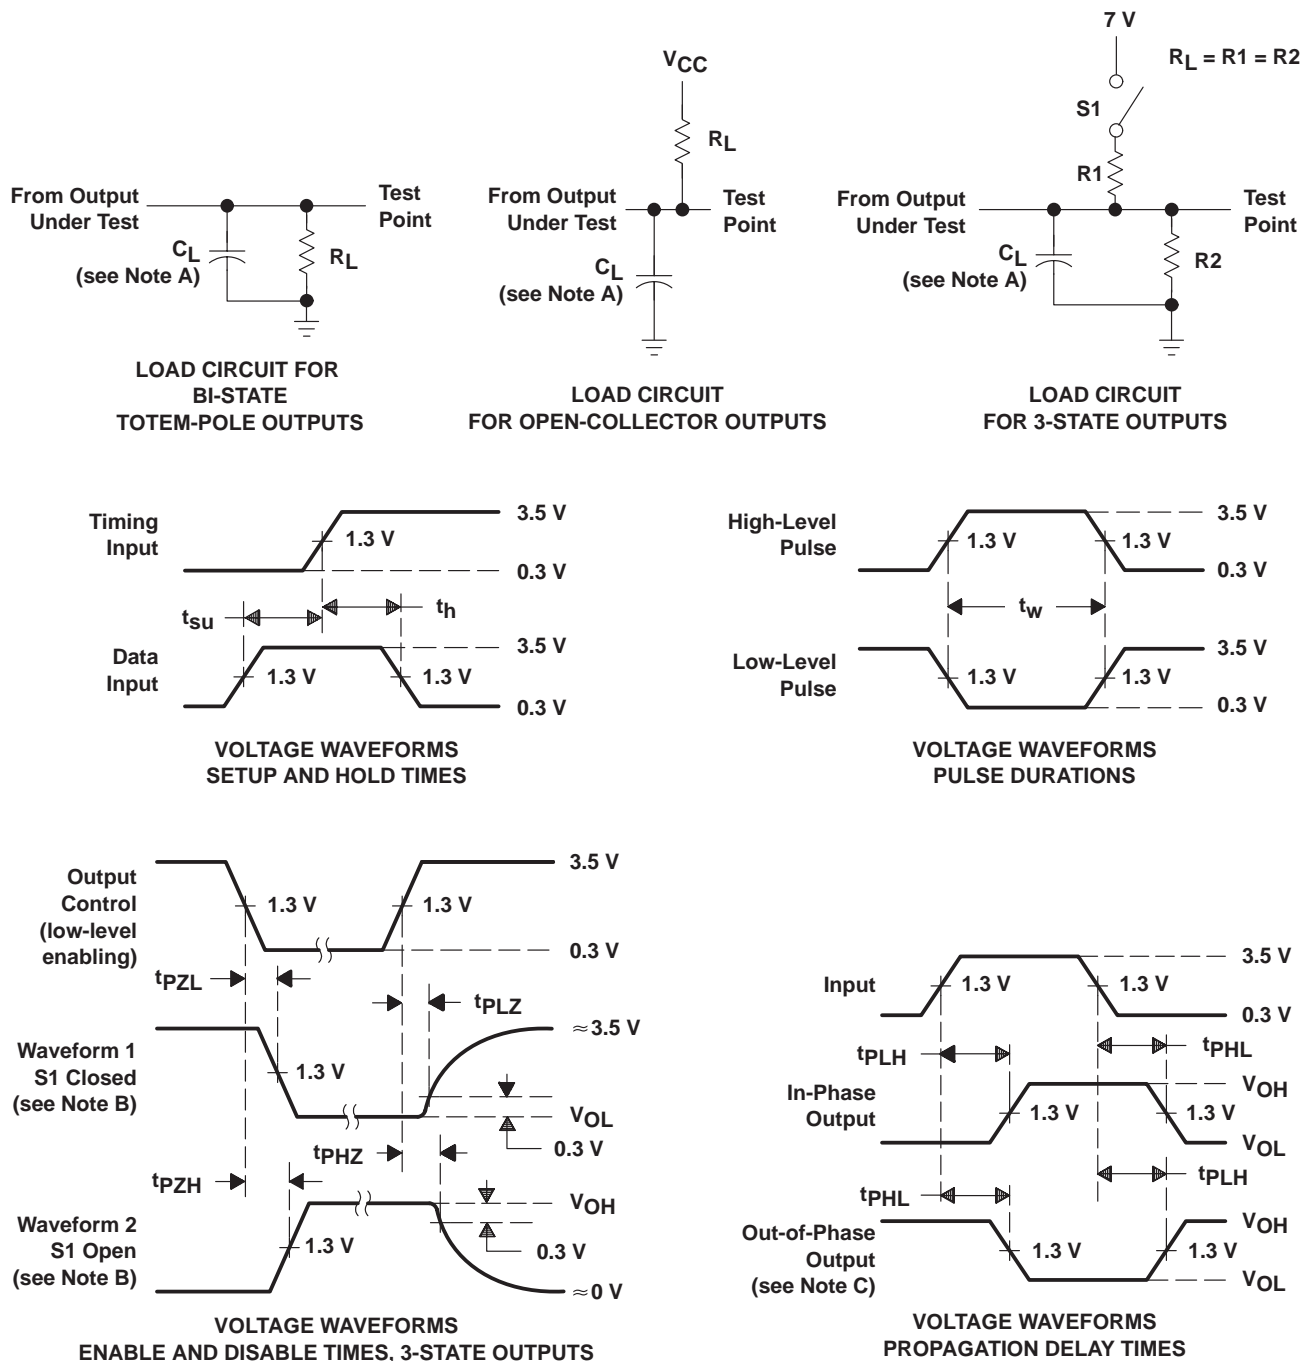 7 V
RL = R1 = R2
VCC
S1
RL
R1
From Output
Under Test
Test
Point
CL
(see Note A)
RL
From Output
Under Test
Test
Point
CL
(see Note A)
From Output
Under Test
Test
Point
CL
(see Note A)
R2
LOAD CIRCUIT FOR
BI-STATE
TOTEM-POLE OUTPUTS
LOAD CIRCUIT
FOR OPEN-COLLECTOR OUTPUTS
LOAD CIRCUIT
FOR 3-STATE OUTPUTS
Timing
Input
1.3 V
3.5 V
0.3 V
tsu
th
Data
Input
1.3 V
1.3 V
3.5 V
0.3 V
VOLTAGE WAVEFORMS
SETUP AND HOLD TIMES
High-Level
Pulse
1.3 V
1.3 V
3.5 V
0.3 V
tw
Low-Level
Pulse
1.3 V
1.3 V
3.5 V
0.3 V
VOLTAGE WAVEFORMS
PULSE DURATIONS
Output
Control
(low-level
enabling)
1.3 V
1.3 V
3.5 V
0.3 V
tPZL
tPLZ
Waveform 1
S1 Closed
(see Note B)
1.3 V
≈3.5 V
VOL
0.3 V
tPHZ
tPZH
Waveform 2
S1 Open
(see Note B)
1.3 V
VOH
0.3 V
≈0 V
VOLTAGE WAVEFORMS
ENABLE AND DISABLE TIMES, 3-STATE OUTPUTS
Input
1.3 V
1.3 V
3.5 V
0.3 V
tPLH
tPHL
In-Phase
Output
1.3 V
1.3 V
VOH
VOL
tPHL
tPLH
Out-of-Phase
Output
(see Note C)
1.3 V
1.3 V
VOH
VOL
VOLTAGE WAVEFORMS
PROPAGATION DELAY TIMES